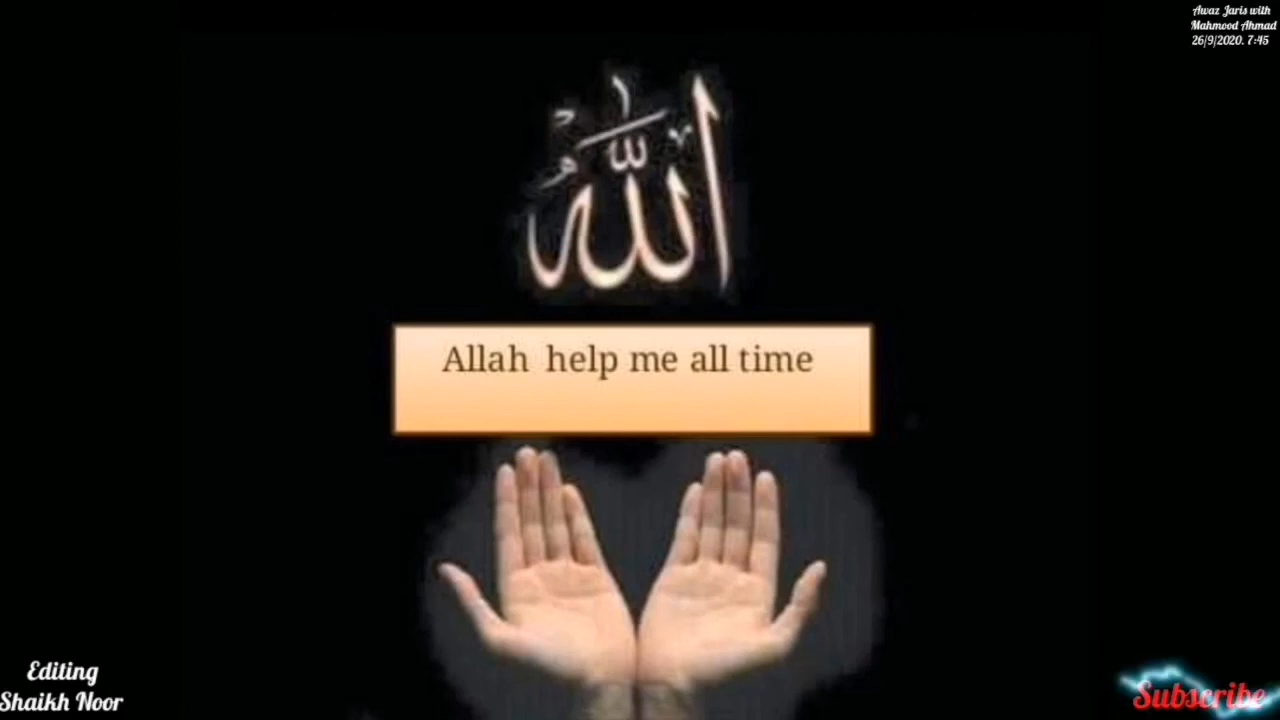 Awaz Jaris with
Mahmood Ahmad
26/9/2020. 7:45
الله
Allah help me all time
Editing
Shaikh Noor
Subscribe